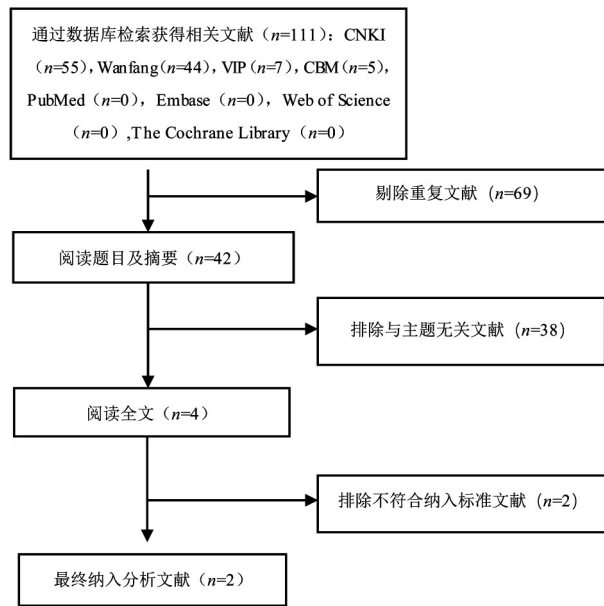 通过数据库检索获得相关文献（n=111）：CNKI
（n=55），Wanfang（n=44），VIP（n=7），CBM（n=5），
PubMed（n=0），Embase（n=0），Web of Science
（n=0）,The Cochrane Library（n=0）
剔除重复文献（n=69）
阅读题目及摘要（n=42）
排除与主题无关文献（n=38）
阅读全文（n=4）
排除不符合纳入标准文献（n=2）
最终纳入分析文献（n=2）